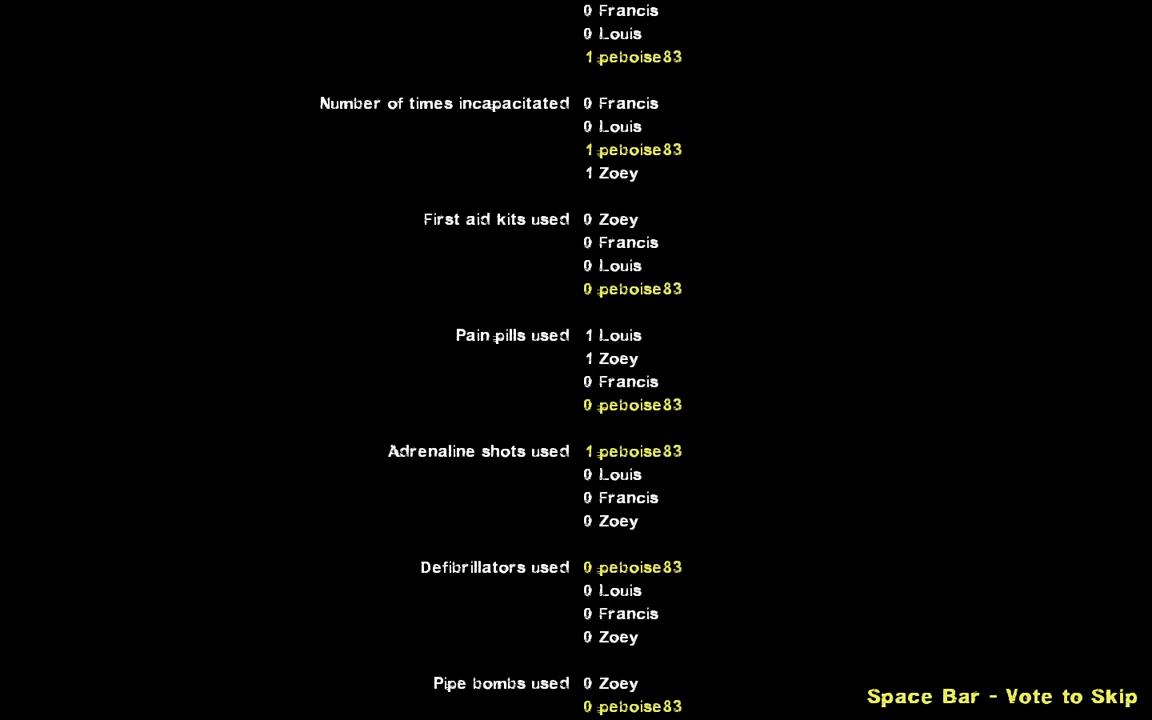 0 Francis
0 Louis
1 peboise83
Number of times incapacitated 0 Francis
0 Louis
1 peboise83
1 Zoey
First aid kits used 0 Zoey
0 Francis
0 Louis
0 peboise83
Pain pills used 1 Louis
1 Zoey
0 Francis
0 peboise83
Adrenaline shots used 1 peboise83
0 Louis
0 Francis
0 Zoey
Defibrillators used 0 peboise83
0 Louis
0 Francis
0 Zoey
Pipe bombs used 0 Zoey
0 peboise83
Space Bar - Vote to Skip